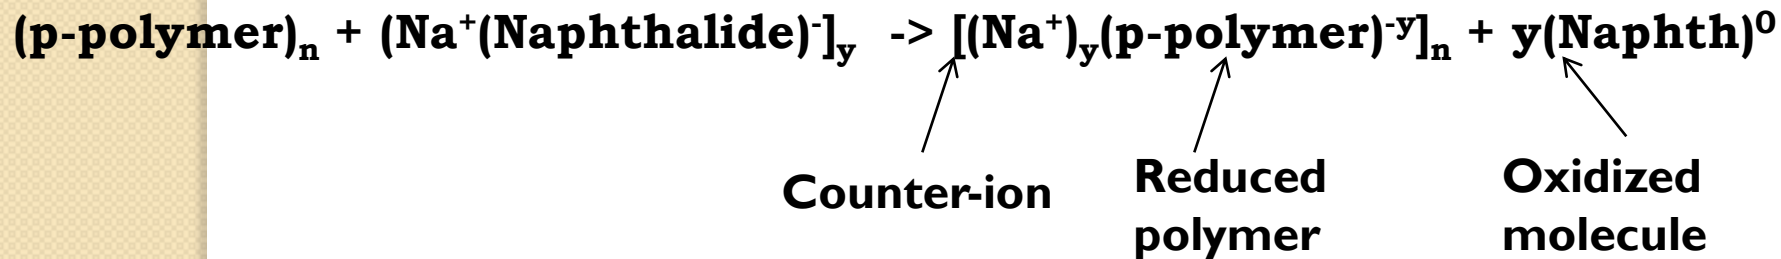 (p-polymer)ₙ + (Na⁺(Naphthalide)⁻]ᵧ -> [(Na⁺)ᵧ(p-polymer)⁻ʸ]ₙ + y(Naphth)⁰
Counter-ion
Reduced
polymer
Oxidized
molecule